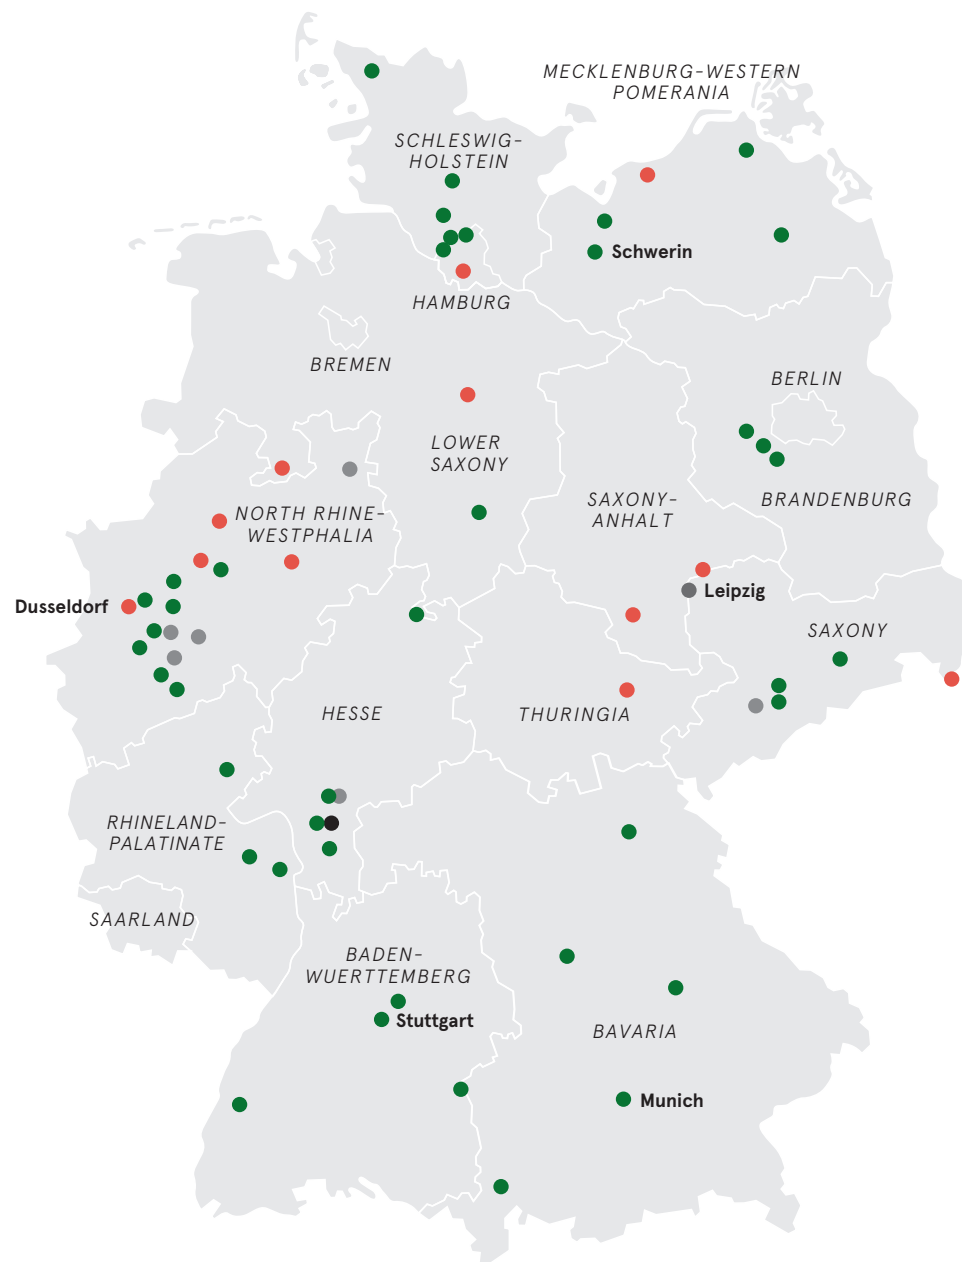 MECKLENBURG-WESTERN
POMERANIA
SCHLESWIG-
HOLSTEIN
Schwerin
HAMBURG
BREMEN
BERLIN
LOWER
SAXONY
SAXONY-
ANHALT
BRANDENBURG
NORTH RHINE-
WESTPHALIA
Leipzig
Dusseldorf
SAXONY
HESSE
THURINGIA
RHINELAND-
PALATINATE
SAARLAND
BADEN-
WUERTTEMBERG
Stuttgart
BAVARIA
Munich